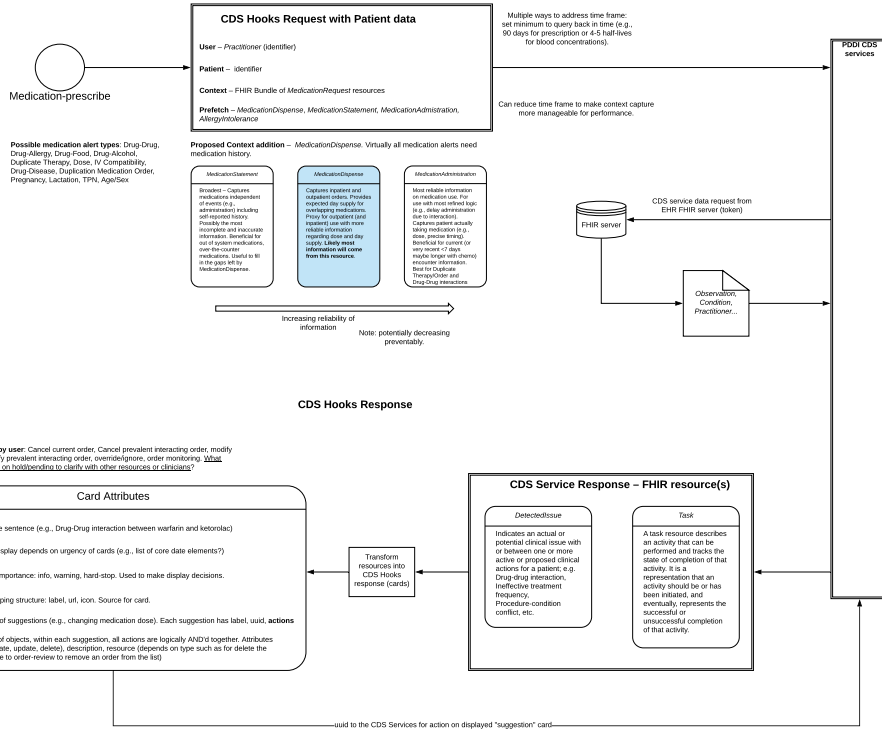 CDS Hooks Request with Patient data
User – Practitioner (identifier)
Patient – identifier
Context – FHIR Bundle of MedicationRequest resources
Prefetch – MedicationDispense, MedicationStatement, MedicationAdmistration,
AllergyIntolerance
Medication-prescribe
Multiple ways to address time frame:
set minimum to query back in time (e.g.,
90 days for prescription or 4-5 half-lives
for blood concentrations).
Can reduce time frame to make context capture
more manageable for performance.
PDDI CDS
services
Possible medication alert types: Drug-Drug,
Drug-Allergy, Drug-Food, Drug-Alcohol,
Duplicate Therapy, Dose, IV Compatibility,
Drug-Disease, Duplication Medication Order,
Pregnancy, Lactation, TPN, Age/Sex
Proposed Context addition – MedicationDispense. Virtually all medication alerts need
medication history.
MedicationStatement
Broadest – Captures
medications
independent of
events (e.g.,
administration) including
self-reported history.
Possibly the most
incomplete and inaccurate
information. Beneficial for
out of system medications,
over-the-counter
medications. Useful to fill
in the gaps left by
MedicationDispense.
MedicationDispense
Captures inpatient and
outpatient orders. Provides
expected day supply for
overlapping medications.
Proxy for outpatient (and
inpatient) use with more
reliable information
regarding dose and day
supply. Likely most
information will come
from this resource.
MedicationAdministration
Most reliable information
on medication use. For
use with most refined logic
(e.g., delay administration
due to interaction).
Captures patient actually
taking medication (e.g.,
dose, precise timing).
Beneficial for current (or
very recent <7 days
maybe longer with chemo)
encounter information.
Best for Duplicate
Therapy/Order and
Drug-Drug interactions
Increasing reliability of
information
Note: potentially decreasing
preventably.
CDS service data request from
EHR FHIR server (token)
FHIR server
Observation,
Condition,
Practitioner...
CDS Hooks Response
by user: Cancel current order, Cancel prevalent interacting order, modify
y prevalent interacting order, override/ignore, order monitoring. What
on hold/pending to clarify with other resources or clinicians?
Card Attributes
e sentence (e.g., Drug-Drug interaction between warfarin and ketorolac)
splay depends on urgency of cards (e.g., list of core date elements?)
mportance: info, warning, hard-stop. Used to make display decisions.
ping structure: label, url, icon. Source for card.
of suggestions (e.g., changing medication dose). Each suggestion has label, uuid, actions
of objects, within each suggestion, all actions are logically AND'd together. Attributes
ate, update, delete), description, resource (depends on type such as for delete the
e to order-review to remove an order from the list)
Transform
resources into
CDS Hooks
response (cards)
CDS Service Response – FHIR resource(s)
DetectedIssue
Indicates an actual or
potential clinical issue with
or between one or more
active or proposed clinical
actions for a patient; e.g.
Drug-drug interaction,
Ineffective treatment
frequency,
Procedure-condition
conflict, etc.
Task
A task resource describes
an activity that can be
performed and tracks the
state of completion of that
activity. It is a
representation that an
activity should be or has
been initiated, and
eventually, represents the
successful or
unsuccessful completion
of that activity.
uuid to the CDS Services for action on displayed "suggestion" card